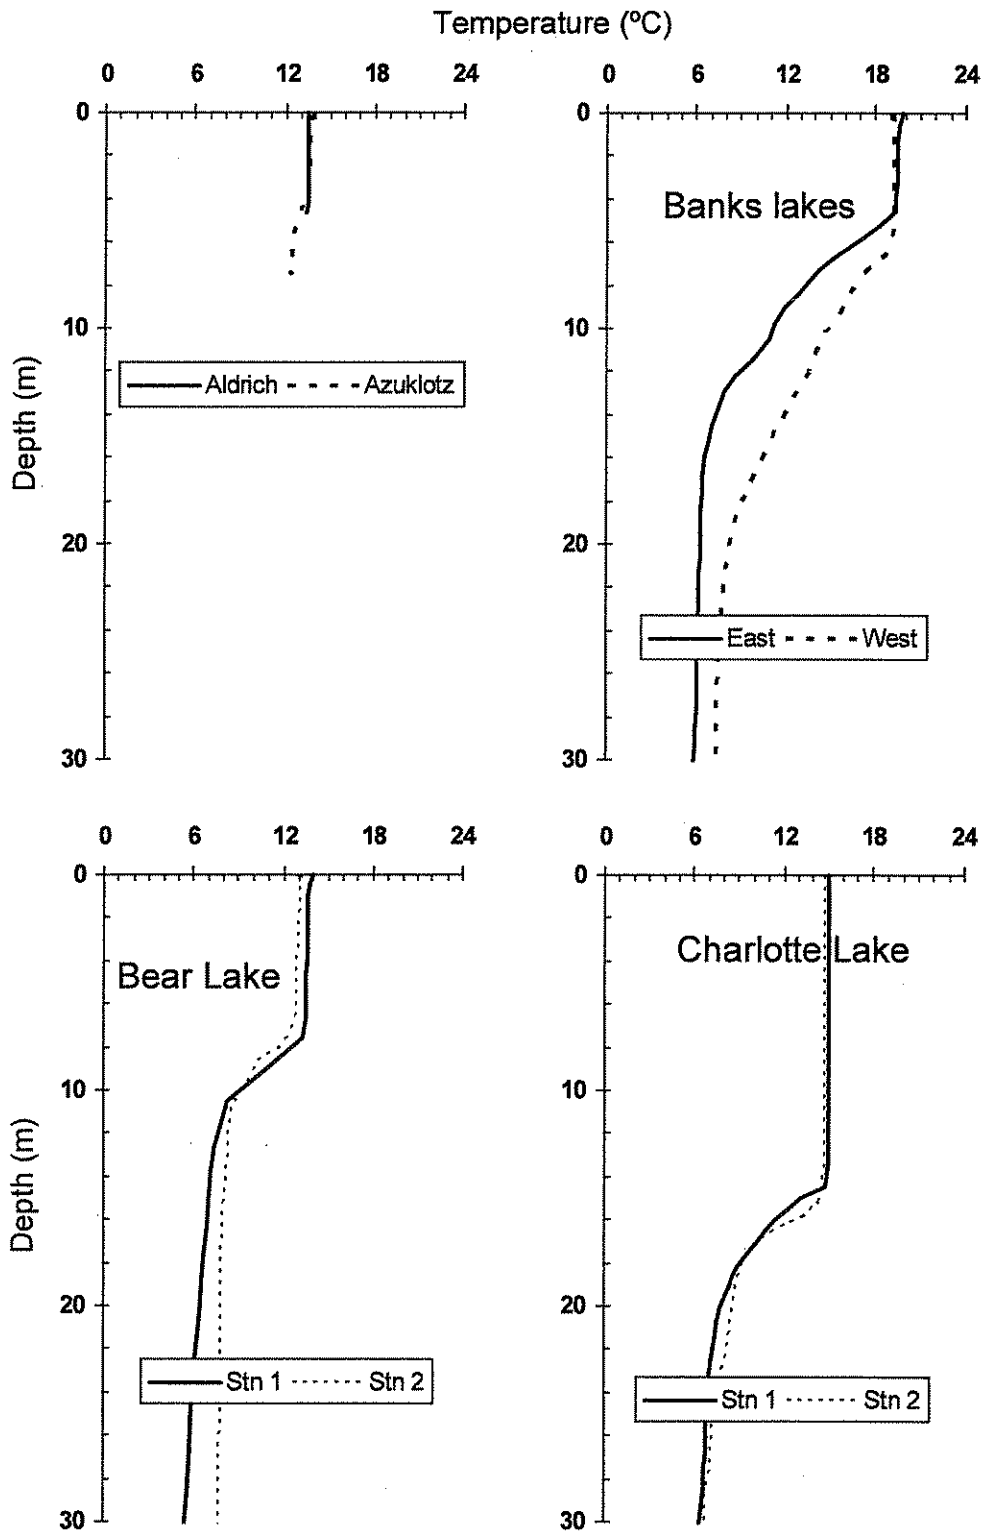 Temperature (ºC)
0 6 12 18 24
0
10
20
30
Depth (m)
Aldrich Azuklotz
0 6 12 18 24
0
10
20
30
Banks lakes
East West
0 6 12 18 24
0
10
20
30
Depth (m)
Bear Lake
Stn 1 Stn 2
0 6 12 18 24
0
10
20
30
Charlotte Lake
Stn 1 Stn 2